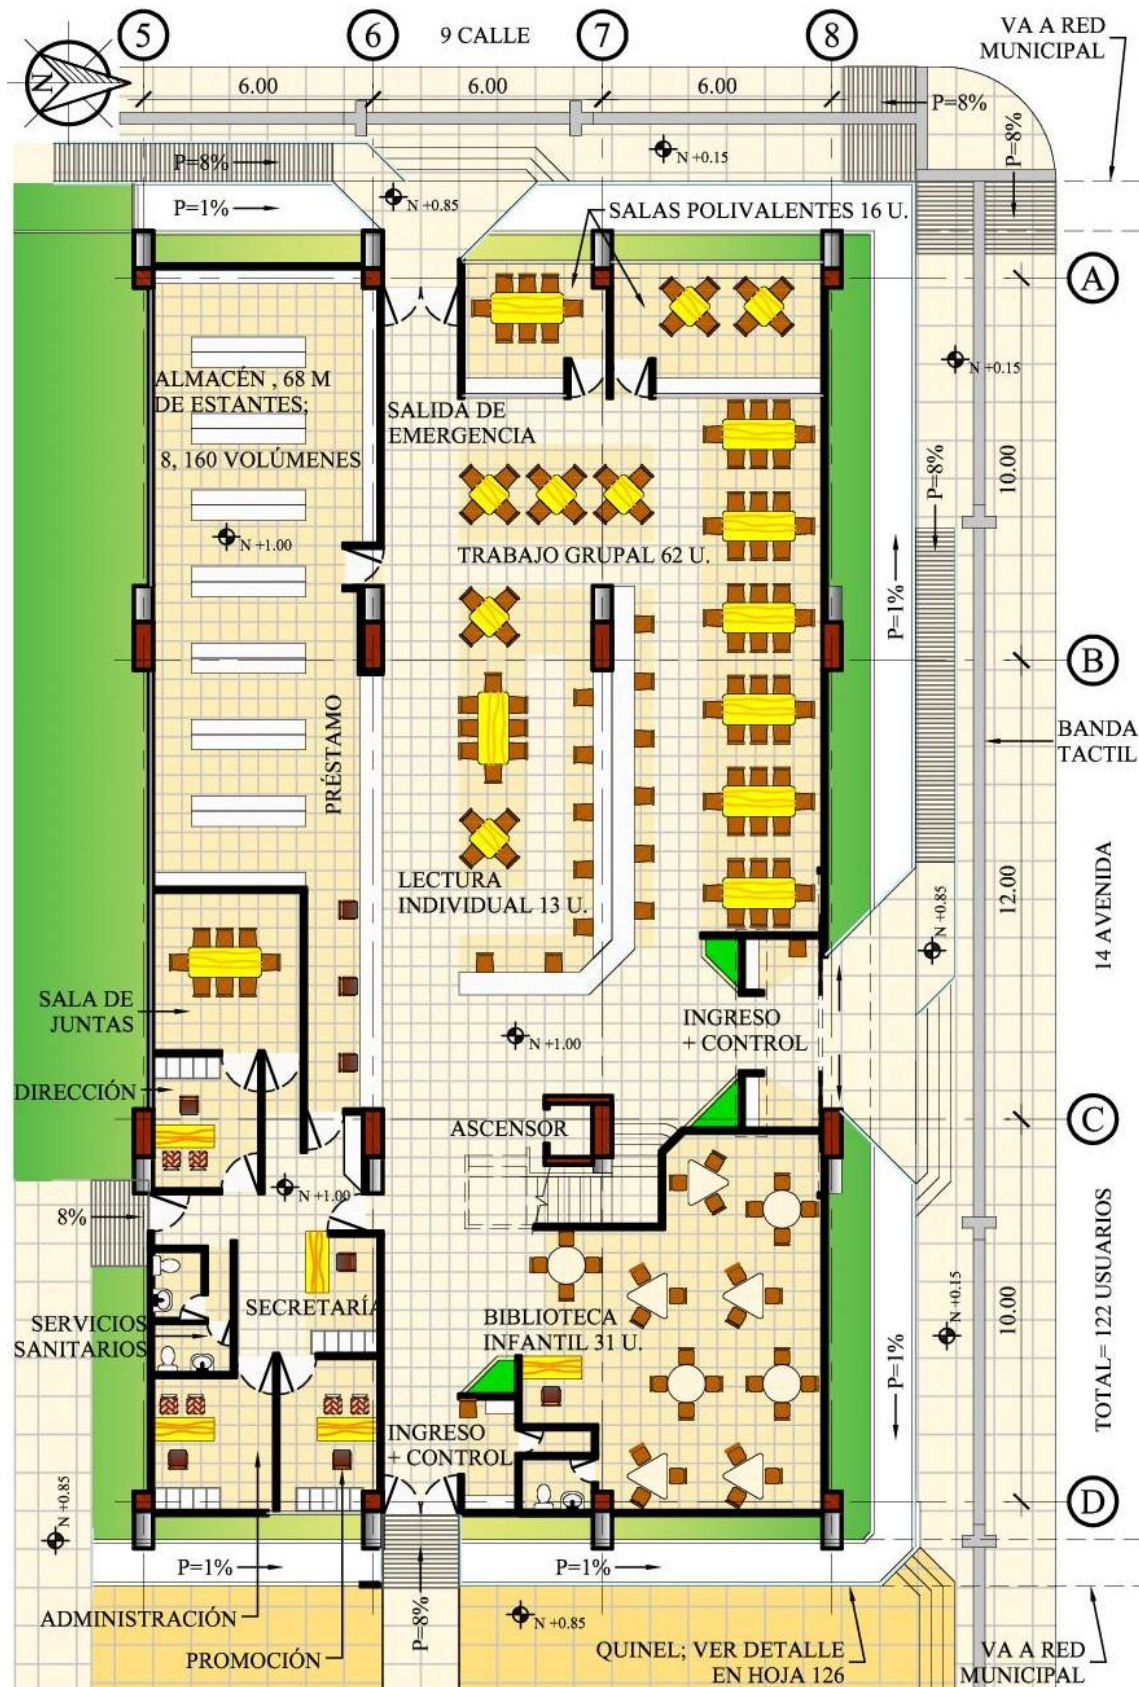 5
6
9 CALLE
7
8
VA A RED
MUNICIPAL
N
6.00
6.00
6.00
P=8%
P=8%
P=8%
N +0.15
P=1%
N +0.85
SALAS POLIVALENTES 16 U.
A
N +0.15
ALMACÉN , 68 M
DE ESTANTES;
8, 160 VOLÚMENES
SALIDA DE
EMERGENCIA
P=8%
10.00
N +1.00
TRABAJO GRUPAL 62 U.
P=1%
B
PRÉSTAMO
BANDA
TACTIL
LECTURA
INDIVIDUAL 13 U.
12.00
14 AVENIDA
N +0.85
SALA DE
JUNTAS
N +1.00
INGRESO
+ CONTROL
DIRECCIÓN
ASCENSOR
C
N +1.00
8%
SECRETARÍA
SERVICIOS
SANITARIOS
BIBLIOTECA
INFANTIL 31 U.
N +0.15
10.00
TOTAL= 122 USUARIOS
P=1%
INGRESO
+ CONTROL
D
N +0.85
P=1%
P=1%
P=8%
ADMINISTRACIÓN
PROMOCIÓN
N +0.85
QUINEL; VER DETALLE
EN HOJA 126
VA A RED
MUNICIPAL